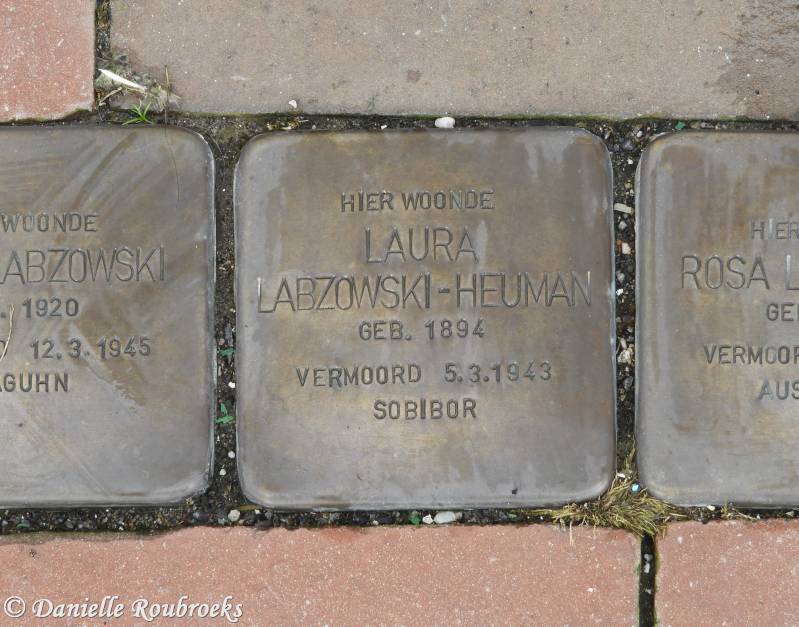 WOONDE
LABZOWSKI
1920
12.3.1945
AGUHN
HIER WOONDE
LAURA
LABZOWSKI-HEUMAN
GEB. 1894
VERMOORD 5.3.1943
SOBIBOR
HIER
ROSA L
GE
VERMOOR
AUS
© Danielle Roubroeks